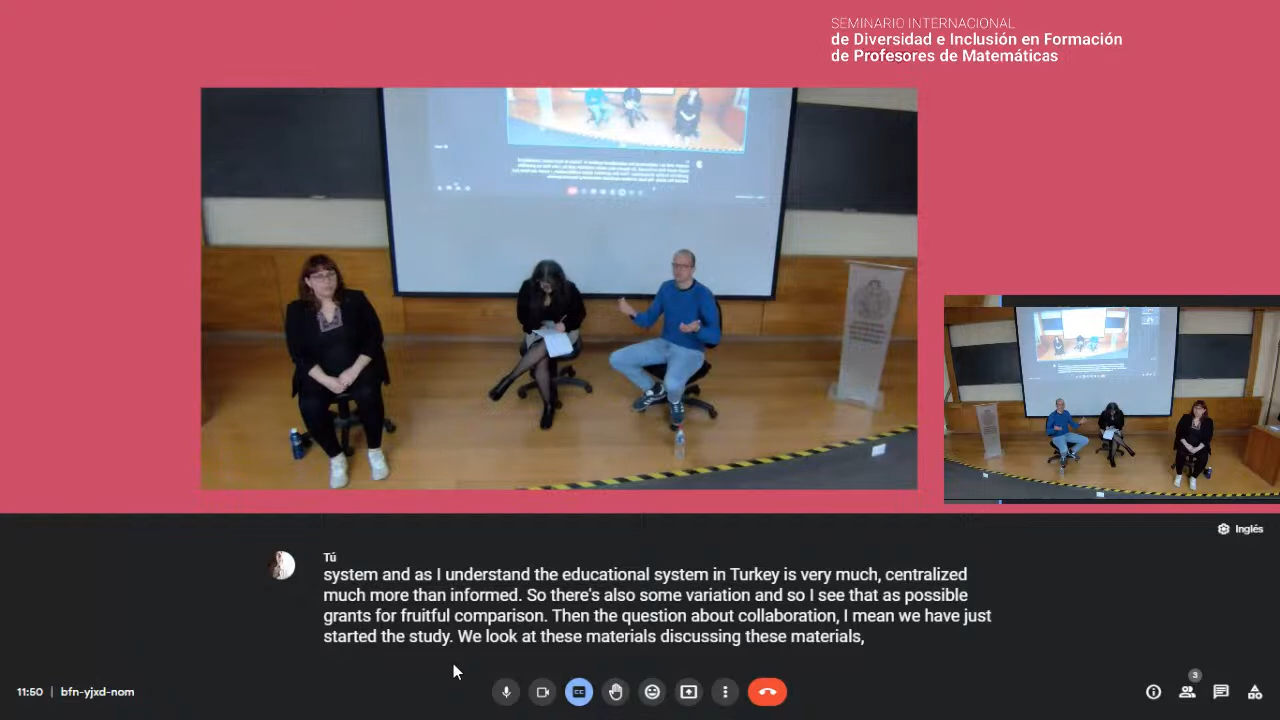 SEMINARIO INTERNACIONAL
de Diversidad e Inclusión en Formación
de Profesores de Matemáticas
Inglés
Tú
system and as I understand the educational system in Turkey is very much, centralized
much more than informed. So there's also some variation and so I see that as possible
grants for fruitful comparison. Then the question about collaboration, I mean we have just
started the study. We look at these materials discussing these materials,
11:50 | bfn-yjxd-nom
CC
3